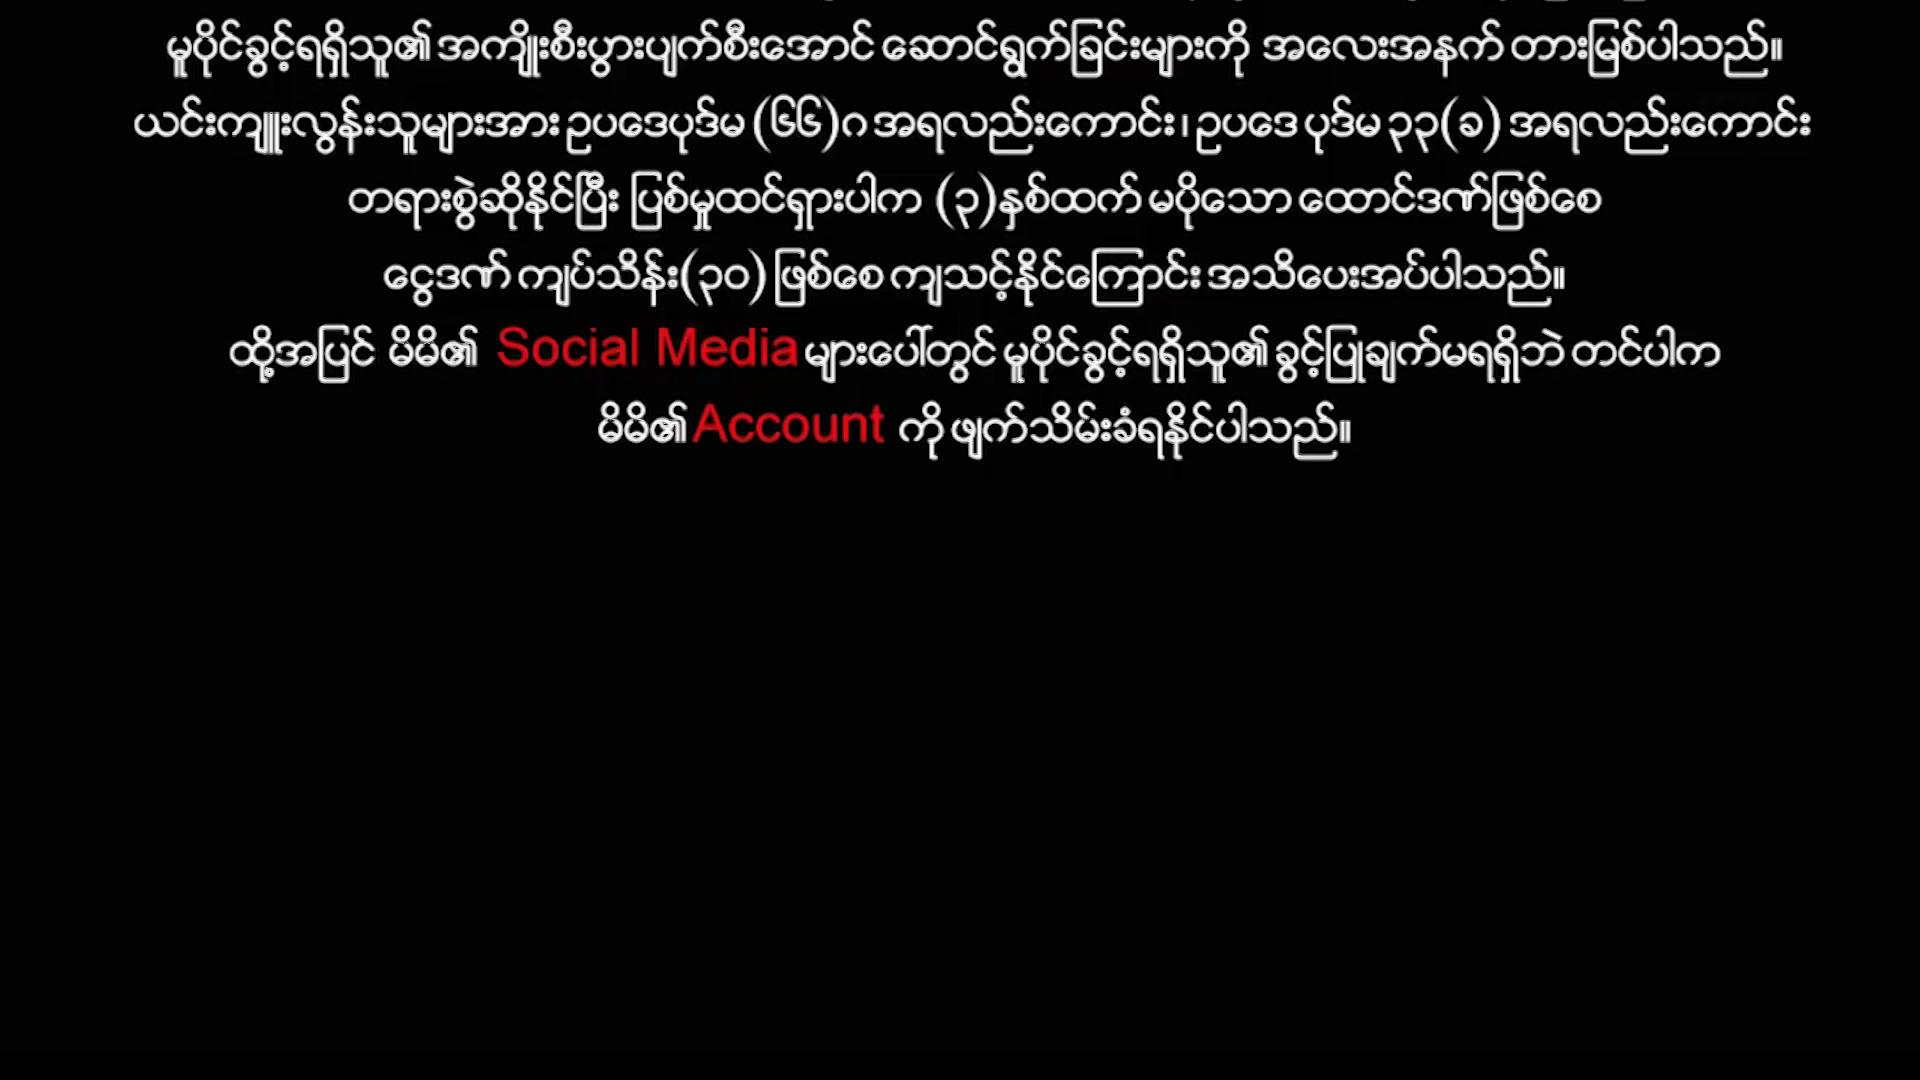 မူပိုင်ခွင့်ရရှိသူ၏ အကျိုးစီးပွားပျက်စီးအောင် ဆောင်ရွက်ခြင်းများကို အလေးအနက် တားမြစ်ပါသည်။
ယင်းကျူးလွန်းသူများအား ဥပဒေပုဒ်မ (၆၆)ဂ အရလည်းကောင်း ၊ ဥပဒေ ပုဒ်မ ၃၃(ခ) အရလည်းကောင်း
တရားစွဲဆိုနိုင်ပြီး ပြစ်မှုထင်ရှားပါက (၃)နှစ်ထက် မပိုသော ထောင်ဒဏ်ဖြစ်စေ
ငွေဒဏ် ကျပ်သိန်း(၃၀) ဖြစ်စေ ကျသင့်နိုင်ကြောင်း အသိပေးအပ်ပါသည်။
ထို့အပြင် မိမိ၏ Social Media များပေါ်တွင် မူပိုင်ခွင့်ရရှိသူ၏ ခွင့်ပြုချက်မရရှိဘဲ တင်ပါက
မိမိ၏ Account ကို ဖျက်သိမ်းခံရနိုင်ပါသည်။